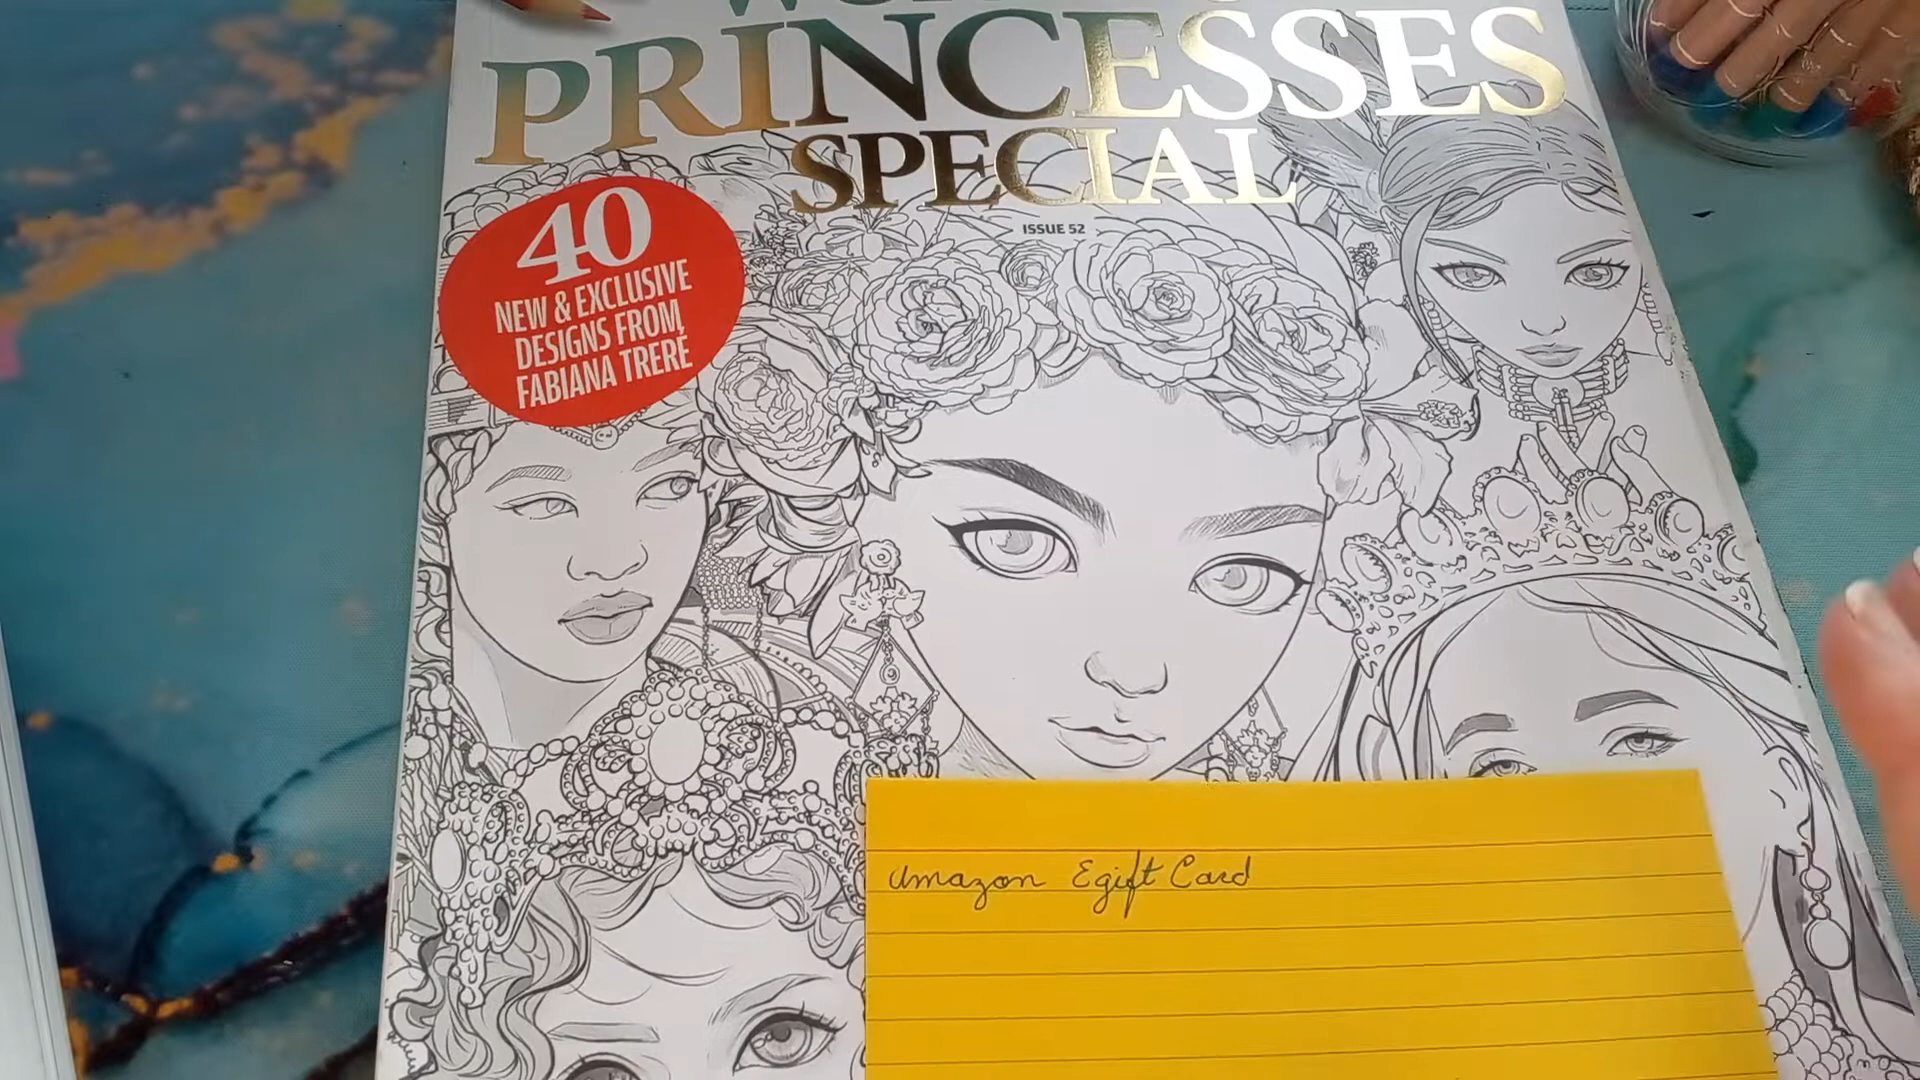 PRINCESSES
SPECIAL
ISSUE 52
40
NEW & EXCLUSIVE
DESIGNS FROM
FABIANA TRERÉ
Amazon Egift Card